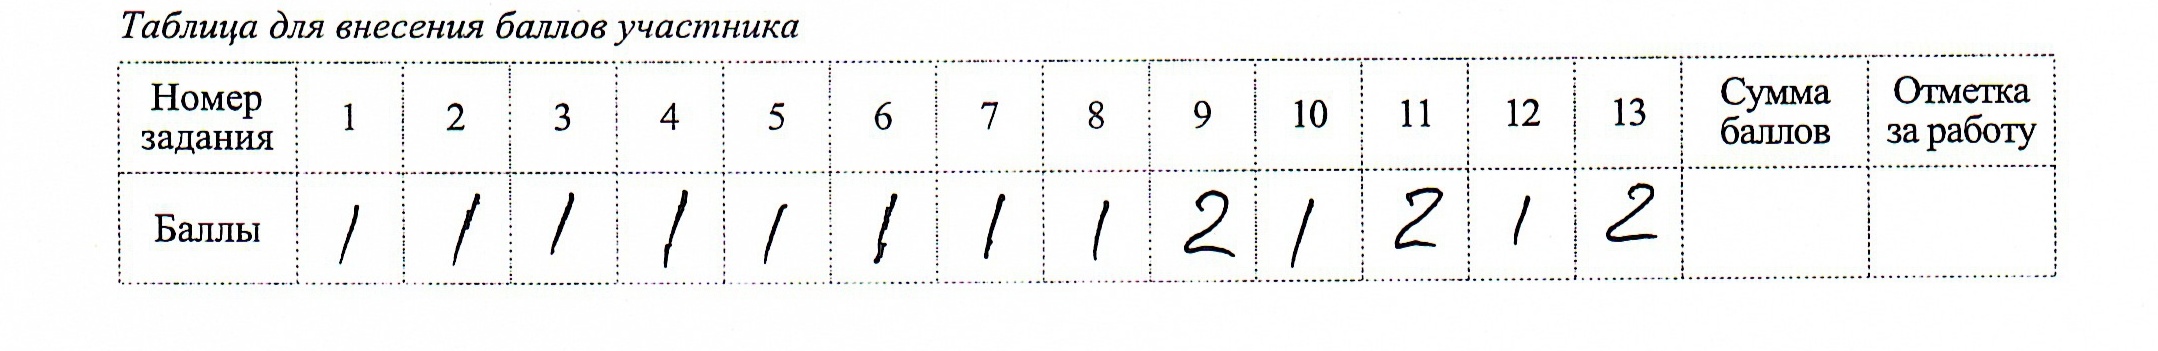 Таблица для внесения баллов участника
Номер задания 1 2 3 4 5 6 7 8 9 10 11 12 13 Сумма баллов Отметка за работу
Баллы 1 1 1 1 1 1 1 1 2 1 2 1 2